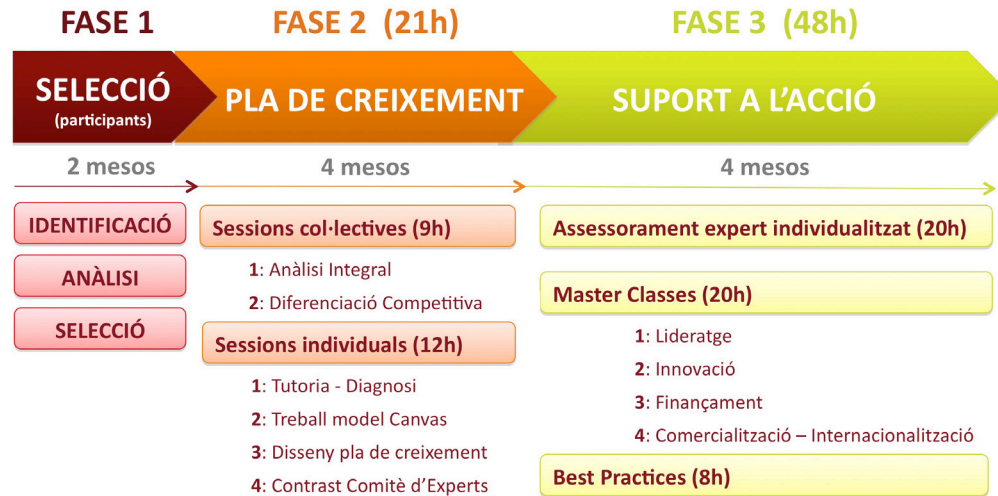 FASE 1
SELECCIÓ
(participants)
2 mesos
IDENTIFICACIÓ
ANÀLISI
SELECCIÓ
FASE 2 (21h)
PLA DE CREIXEMENT
4 mesos
Sessions col·lectives (9h)
1: Anàlisi Integral
2: Diferenciació Competitiva
Sessions individuals (12h)
1: Tutoria - Diagnosi
2: Treball model Canvas
3: Disseny pla de creixement
4: Contrast Comitè d’Experts
FASE 3 (48h)
SUPORT A L’ACCIÓ
4 mesos
Assessorament expert individualitzat (20h)
Master Classes (20h)
1: Lideratge
2: Innovació
3: Finançament
4: Comercialització – Internacionalització
Best Practices (8h)